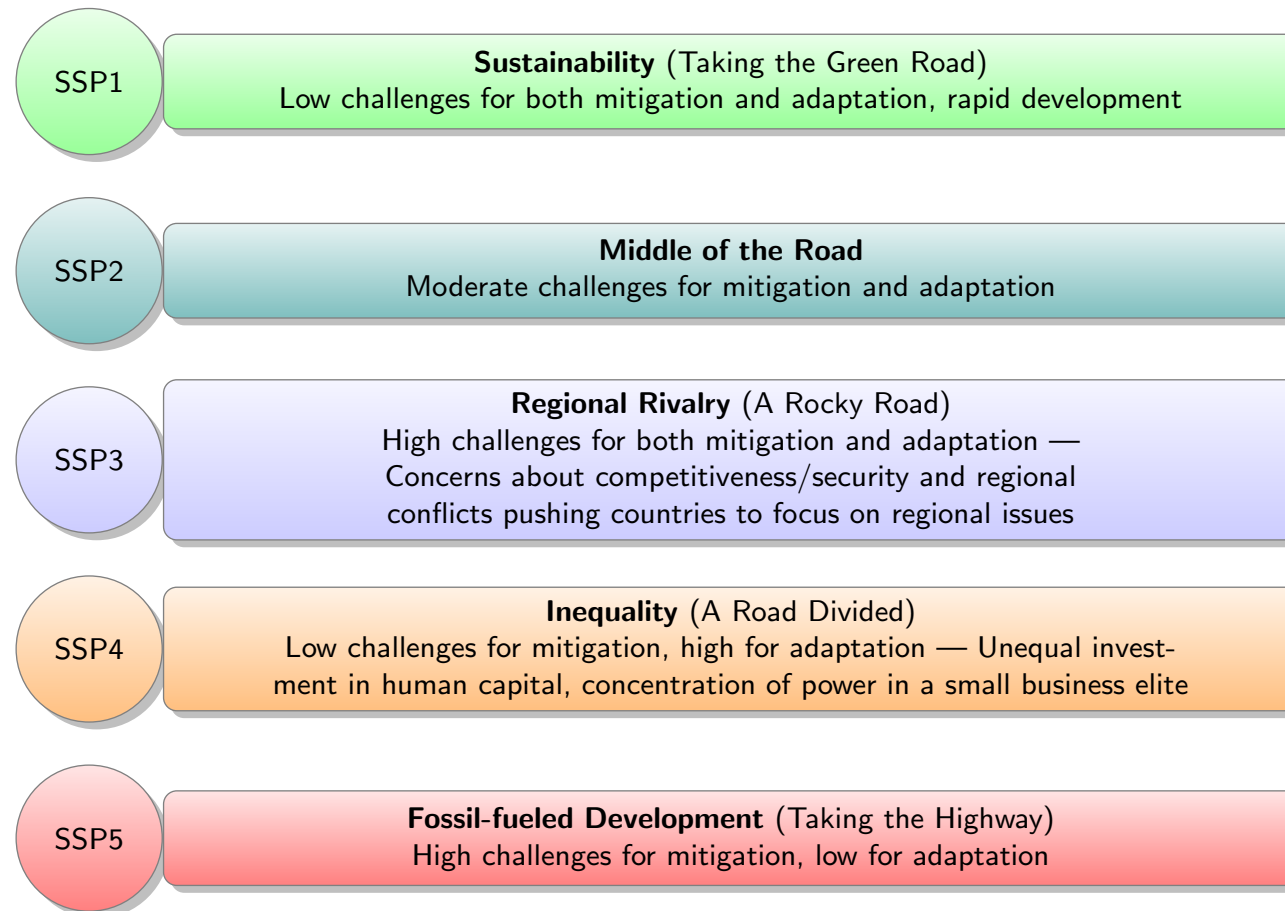 SSP1
Sustainability (Taking the Green Road)
Low challenges for both mitigation and adaptation, rapid development
SSP2
Middle of the Road
Moderate challenges for mitigation and adaptation
SSP3
Regional Rivalry (A Rocky Road)
High challenges for both mitigation and adaptation —
Concerns about competitiveness/security and regional
conflicts pushing countries to focus on regional issues
SSP4
Inequality (A Road Divided)
Low challenges for mitigation, high for adaptation — Unequal invest-
ment in human capital, concentration of power in a small business elite
SSP5
Fossil-fueled Development (Taking the Highway)
High challenges for mitigation, low for adaptation